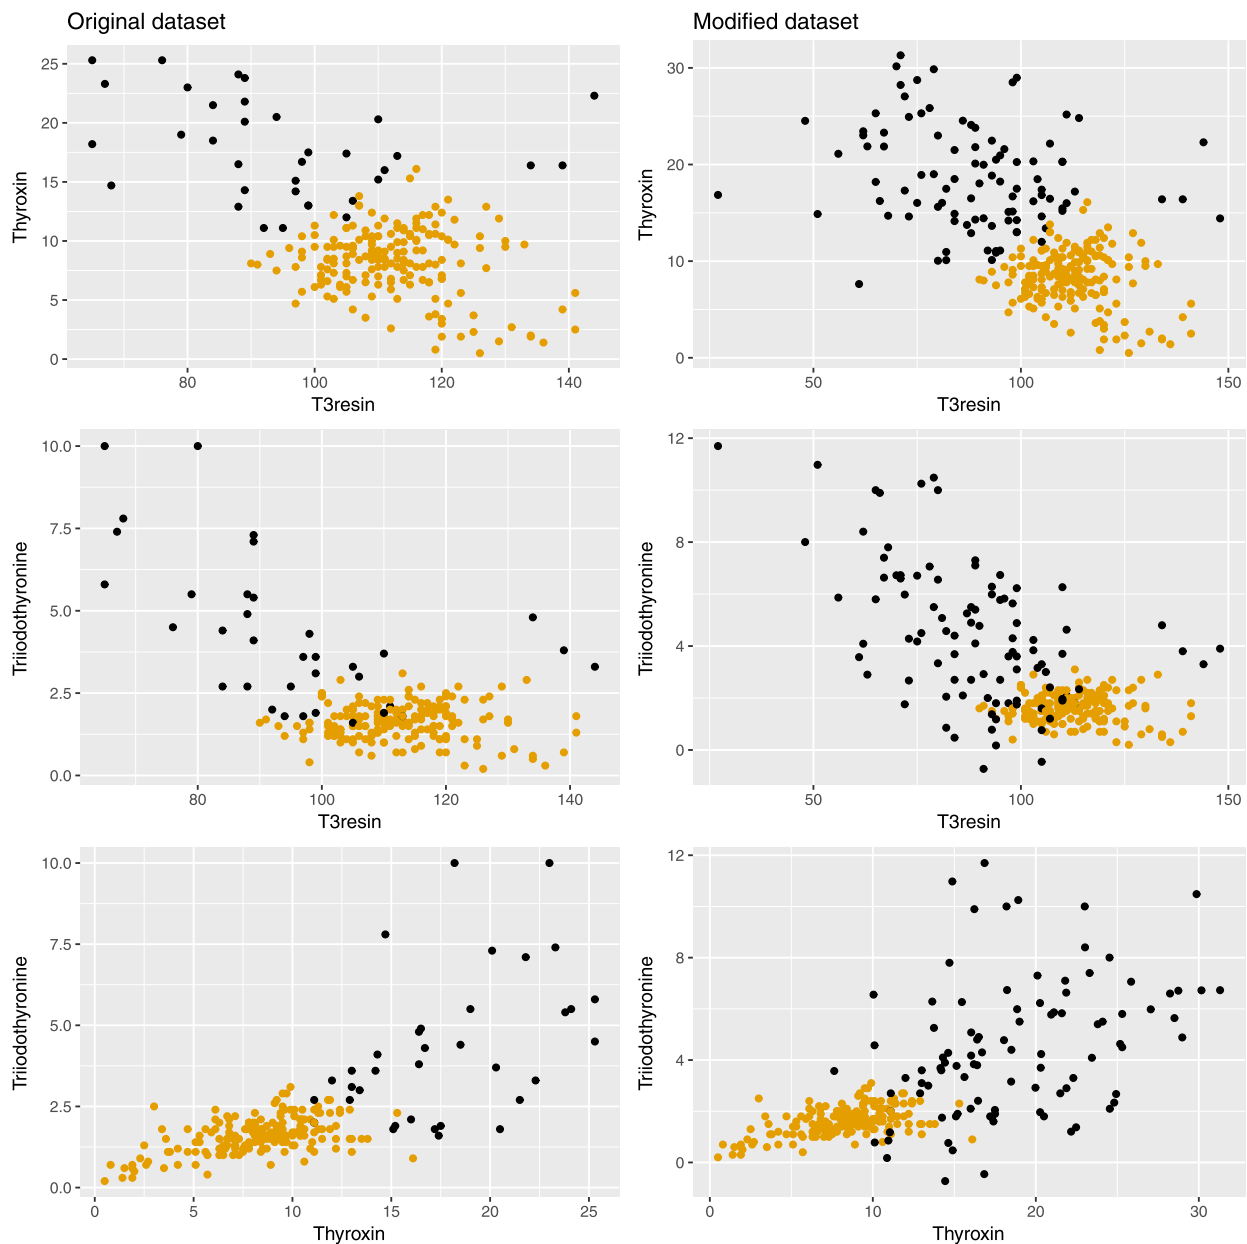 Original dataset
Modified dataset
25
20
15
10
5
0
Thyroxin
80 100 120 140
T3resin
30
20
10
0
Thyroxin
50 100 150
T3resin
10.0
7.5
5.0
2.5
0.0
Triiodothyronine
80 100 120 140
T3resin
12
8
4
0
Triiodothyronine
50 100 150
T3resin
10.0
7.5
5.0
2.5
0.0
Triiodothyronine
0 5 10 15 20 25
Thyroxin
12
8
4
0
Triiodothyronine
0 10 20 30
Thyroxin